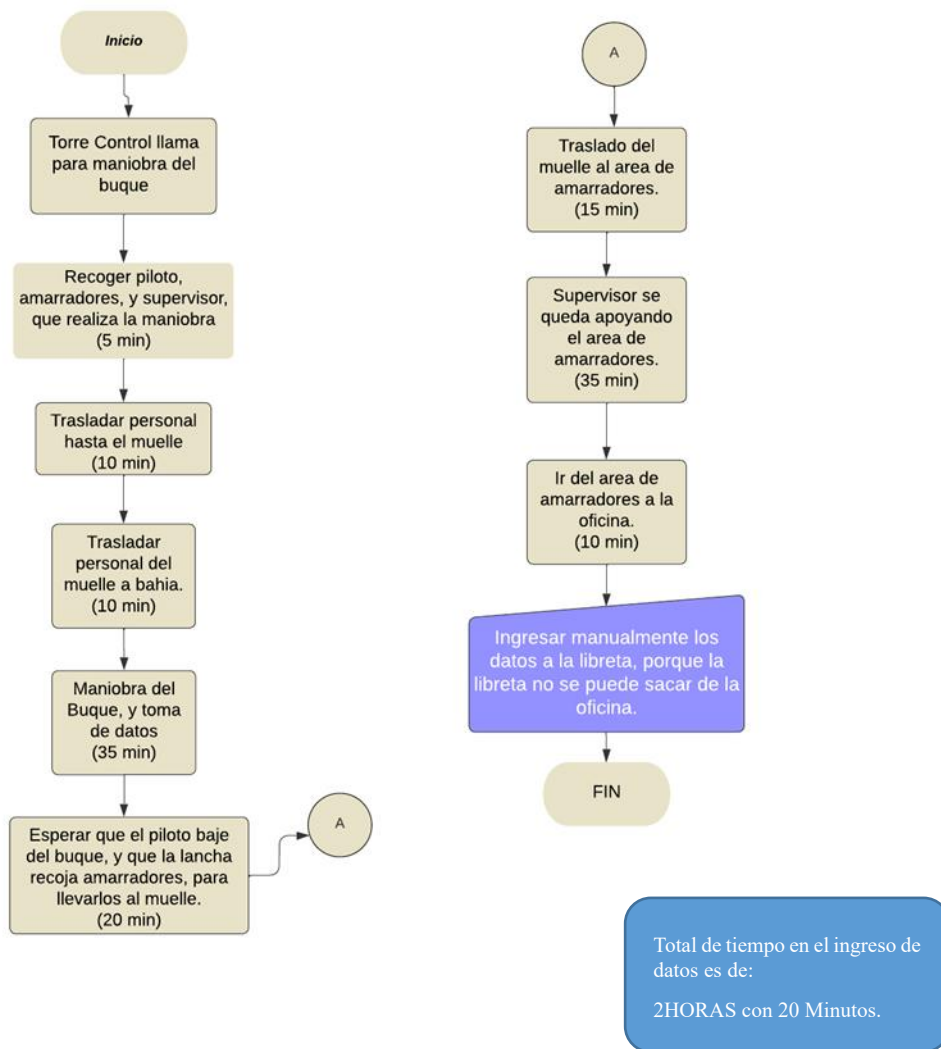 Inicio
Torre Control llama
para maniobra del
buque
Recoger piloto,
amarradores, y supervisor,
que realiza la maniobra
(5 min)
Trasladar personal
hasta el muelle
(10 min)
Trasladar
personal del
muelle a bahia.
(10 min)
Maniobra del
Buque, y toma
de datos
(35 min)
Esperar que el piloto baje
del buque, y que la lancha
recoja amarradores, para
llevarlos al muelle.
(20 min)
A
A
Traslado del
muelle al area de
amarradores.
(15 min)
Supervisor se
queda apoyando
el area de
amarradores.
(35 min)
Ir del area de
amarradores a la
oficina.
(10 min)
Ingresar manualmente los
datos a la libreta, porque la
libreta no se puede sacar de la
oficina.
FIN
Total de tiempo en el ingreso de
datos es de:
2HORAS con 20 Minutos.